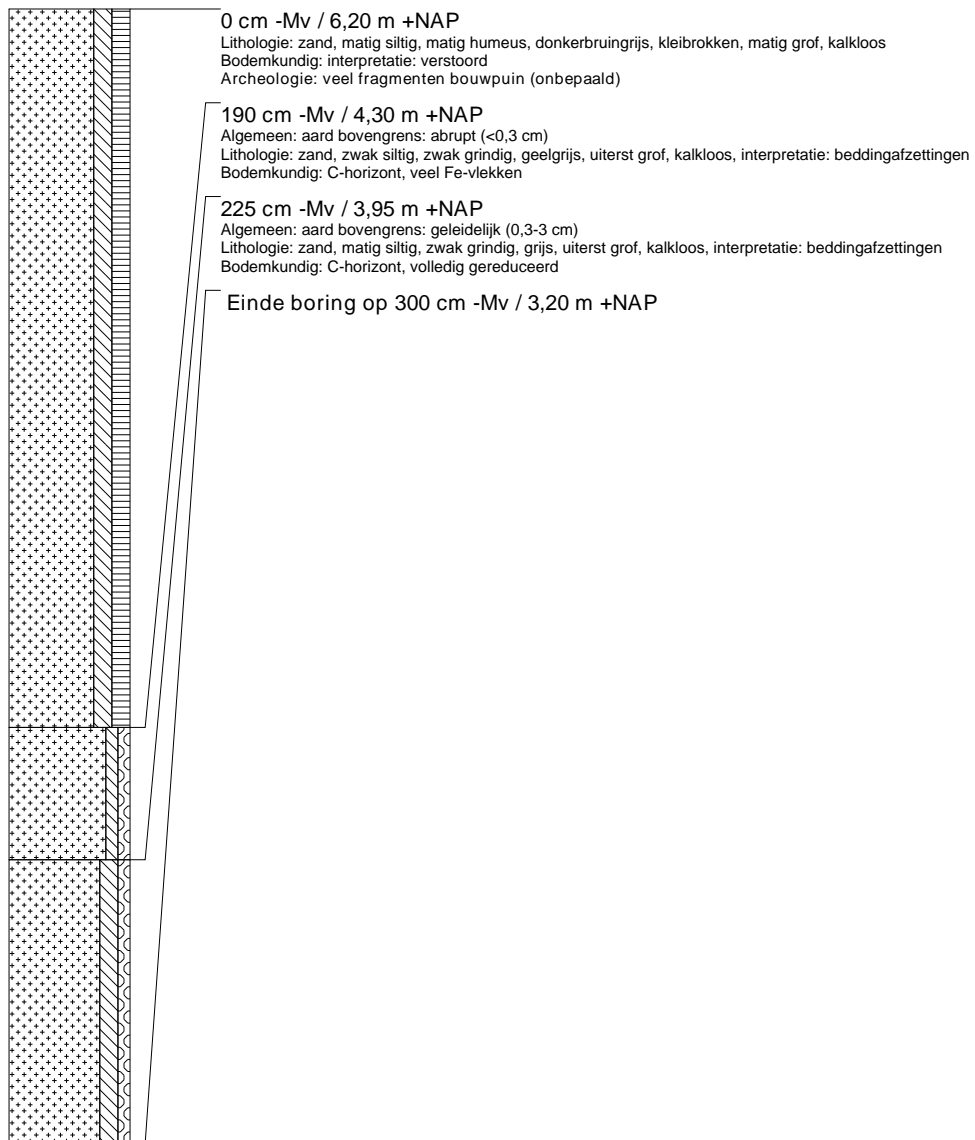 0 cm -Mv / 6,20 m +NAP
Lithologie: zand, matig siltig, matig humeus, donkerbruingrijs, kleibrokken, matig grof, kalkloos
Bodemkundig: interpretatie: verstoord
Archeologie: veel fragmenten bouwpuin (onbepaald)
190 cm -Mv / 4,30 m +NAP
Algemeen: aard bovengrens: abrupt (<0,3 cm)
Lithologie: zand, zwak siltig, zwak grindig, geelgrijs, uiterst grof, kalkloos, interpretatie: beddingafzettingen
Bodemkundig: C-horizont, veel Fe-vlekken
225 cm -Mv / 3,95 m +NAP
Algemeen: aard bovengrens: geleidelijk (0,3-3 cm)
Lithologie: zand, matig siltig, zwak grindig, grijs, uiterst grof, kalkloos, interpretatie: beddingafzettingen
Bodemkundig: C-horizont, volledig gereduceerd
Einde boring op 300 cm -Mv / 3,20 m +NAP